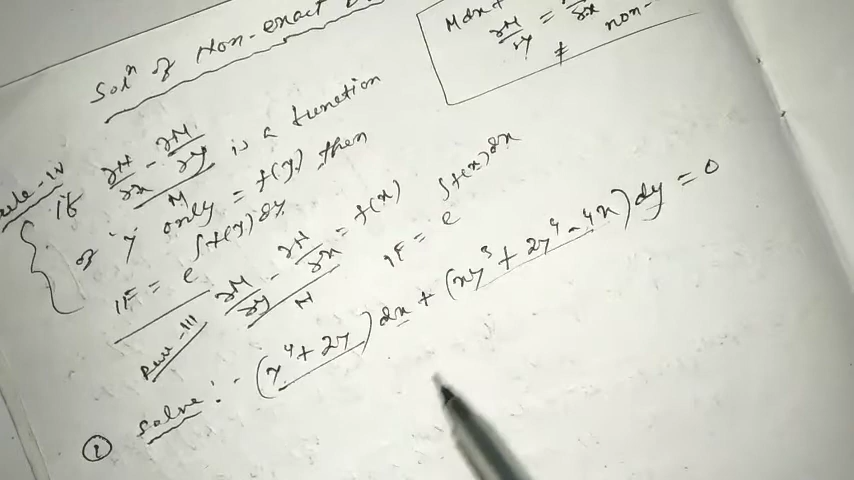 Solⁿ of Non-exact
Mdx +
∂M/∂y = ∂x
≠ non-
Rule-IV
If (∂N/∂x - ∂M/∂y)/M is a function
of 'y' only = f(y) then
IF = e^∫f(y)dy
Rule-III (∂M/∂y - ∂N/∂x)/N = f(x) IF = e^∫f(x)dx
① Solve :- (y⁴ + 2y)dx + (xy³ + 2y⁴ - 4x)dy = 0